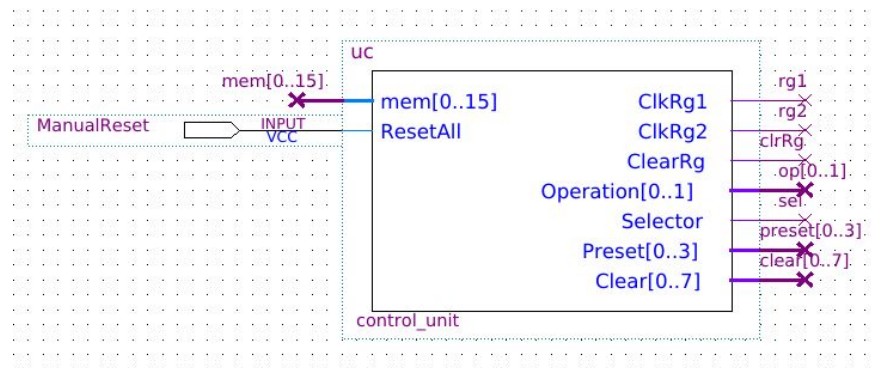 uc
mem[0..15]
mem[0..15]
ManualReset
INPUT
VCC
ResetAll
ClkRg1
rg1
ClkRg2
rg2
ClearRg
clrRg
Operation[0..1]
op[0..1]
Selector
sel
Preset[0..3]
preset[0..3]
Clear[0..7]
clear[0..7]
control_unit